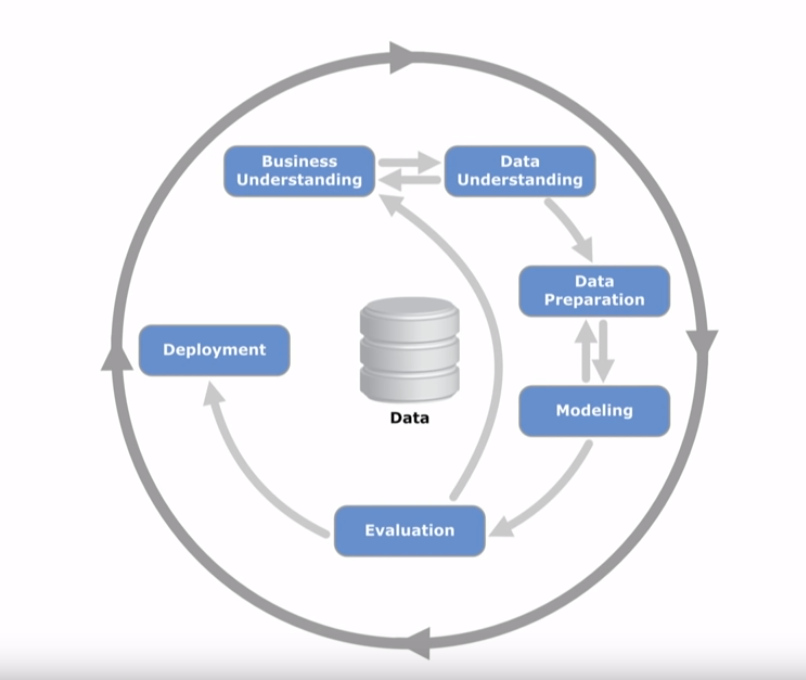 Business
Understanding
Data
Understanding
Data
Preparation
Deployment
Modeling
Data
Evaluation